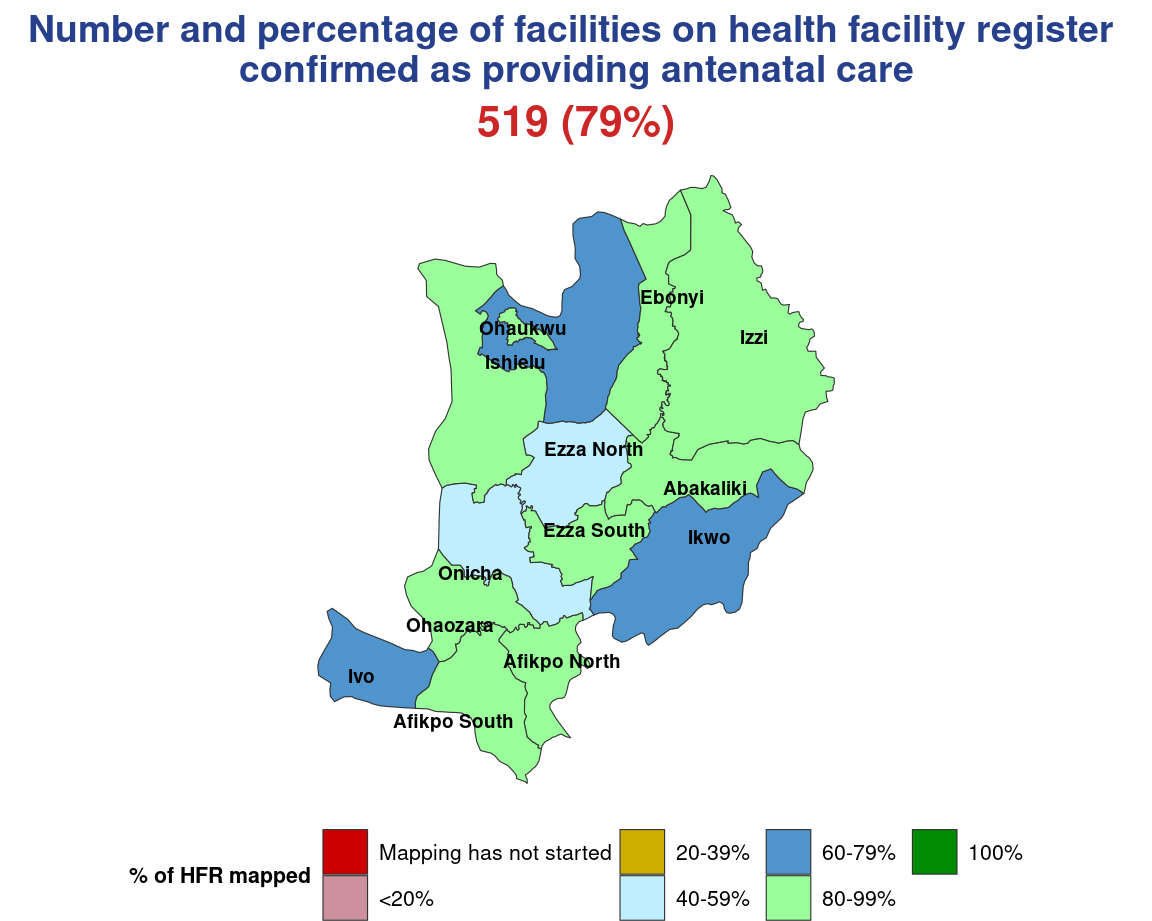 Number and percentage of facilities on health facility register
confirmed as providing antenatal care
519 (79%)
Ebonyi
Ohaukwu
Izzi
Ishielu
Ezza North
Abakaliki
Ezza South
Ikwo
Onicha
Ohaozara
Afikpo North
Ivo
Afikpo South
% of HFR mapped
Mapping has not started
<20%
20-39%
40-59%
60-79%
80-99%
100%